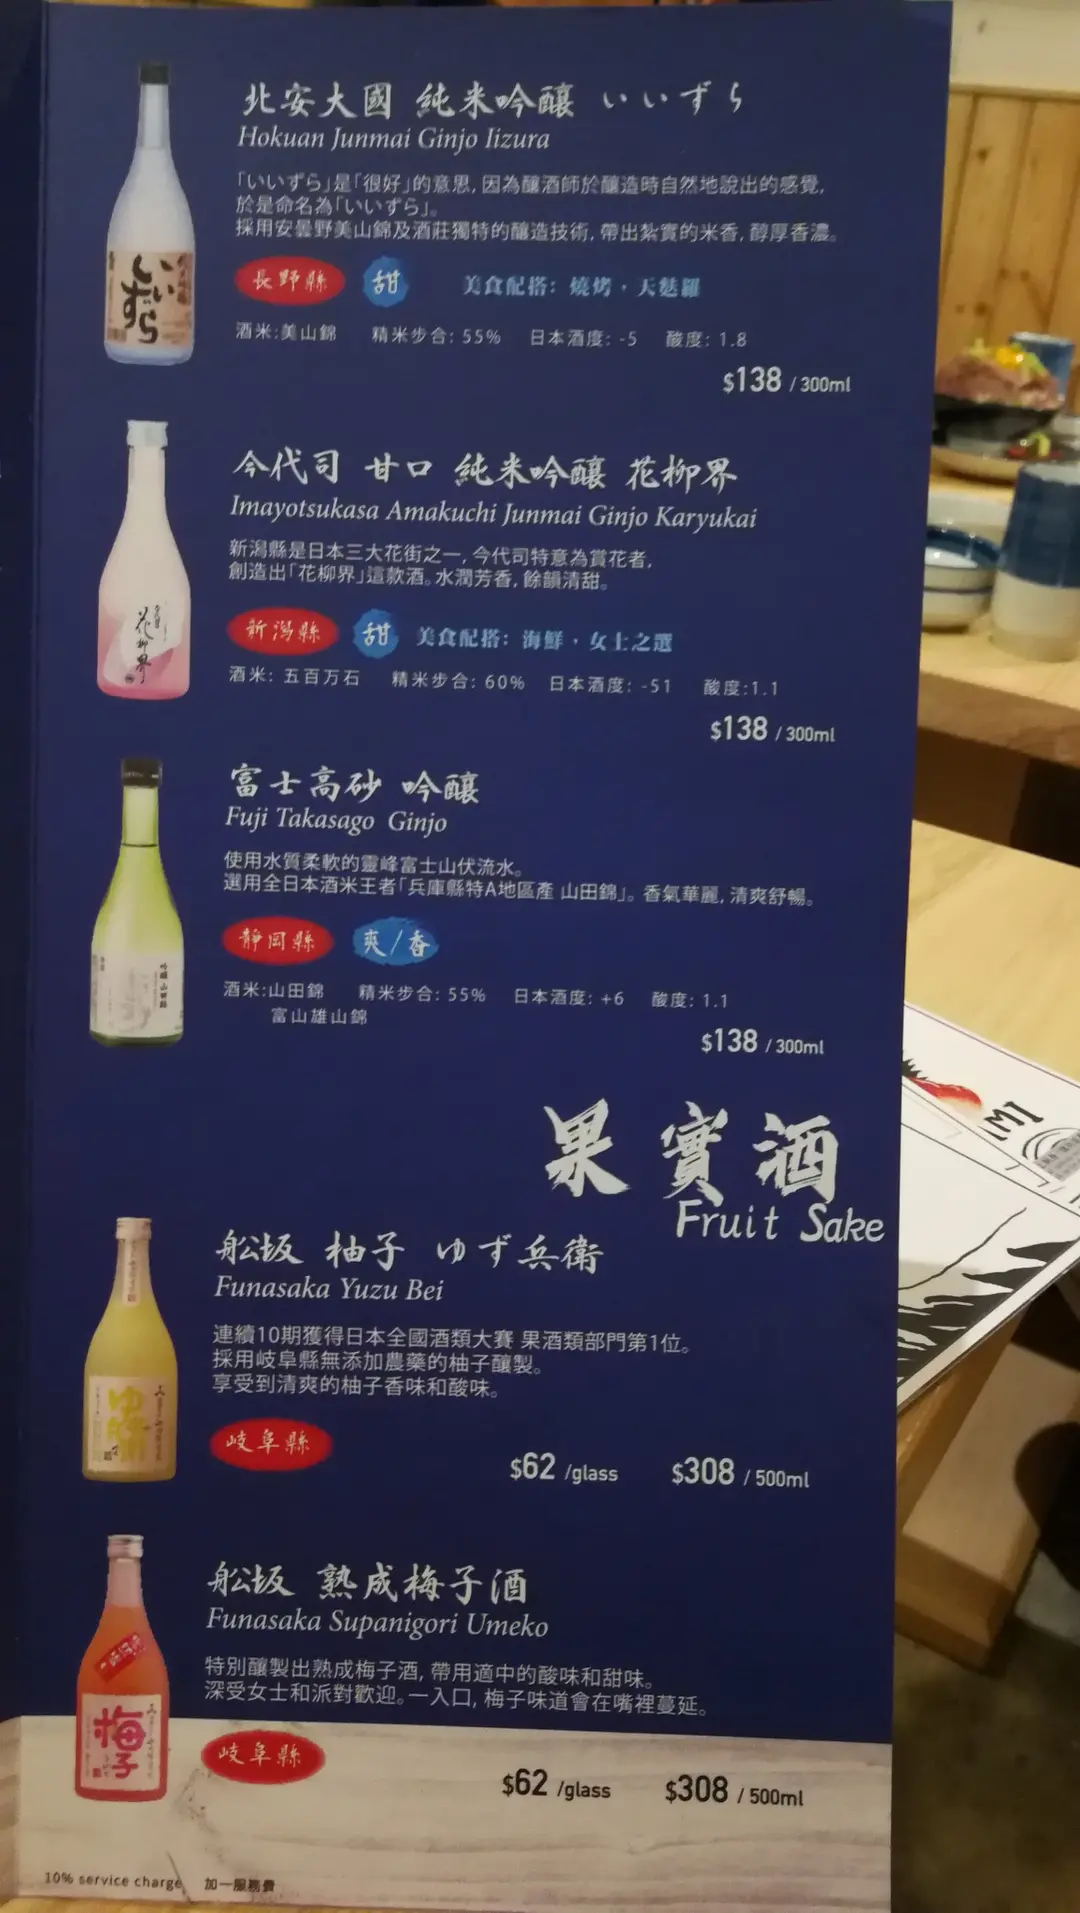 北安大國 純米吟釀 いいずら
Hokuan Junmai Ginjo Iizura
「いいずら」是「很好」的意思, 因為釀酒師於釀造時自然地說出的感覺,
於是命名為「いいずら」。
採用安曇野美山錦及酒莊獨特的釀造技術, 帶出紮實的米香, 醇厚香濃。
長野縣 甜 美食配搭: 燒烤，天麩羅
酒米:美山錦 精米步合: 55% 日本酒度: -5 酸度: 1.8
$138 / 300ml
いいずら
今代司 甘口 純米吟釀 花柳界
Imayotsukasa Amakuchi Junmai Ginjo Karyukai
新潟縣是日本三大花街之一, 今代司特意為賞花者,
創造出「花柳界」這款酒。水潤芳香, 餘韻清甜。
新潟縣 甜 美食配搭: 海鮮，女士之選
酒米: 五百万石 精米步合: 60% 日本酒度: -51 酸度:1.1
$138 / 300ml
花柳界
富士高砂 吟釀
Fuji Takasago Ginjo
使用水質柔軟的靈峰富士山伏流水。
選用全日本酒米王者「兵庫縣特A地區產 山田錦」。香氣華麗, 清爽舒暢。
靜岡縣 爽/香
酒米:山田錦 精米步合: 55% 日本酒度: +6 酸度: 1.1
富山雄山錦
$138 / 300ml
吟釀 山田錦
果實酒
Fruit Sake
舩坂 柚子 ゆず兵衛
Funasaka Yuzu Bei
連續10期獲得日本全國酒類大賽 果酒類部門第1位。
採用岐阜縣無添加農藥的柚子釀製。
享受到清爽的柚子香味和酸味。
岐阜縣
$62 /glass $308 / 500ml
舩坂 熟成梅子酒
Funasaka Supanigori Umeko
特別釀製出熟成梅子酒, 帶用適中的酸味和甜味。
深受女士和派對歡迎。一入口, 梅子味道會在嘴裡蔓延。
岐阜縣
$62 /glass $308 / 500ml
梅子
10% service charge 加一服務費
MI